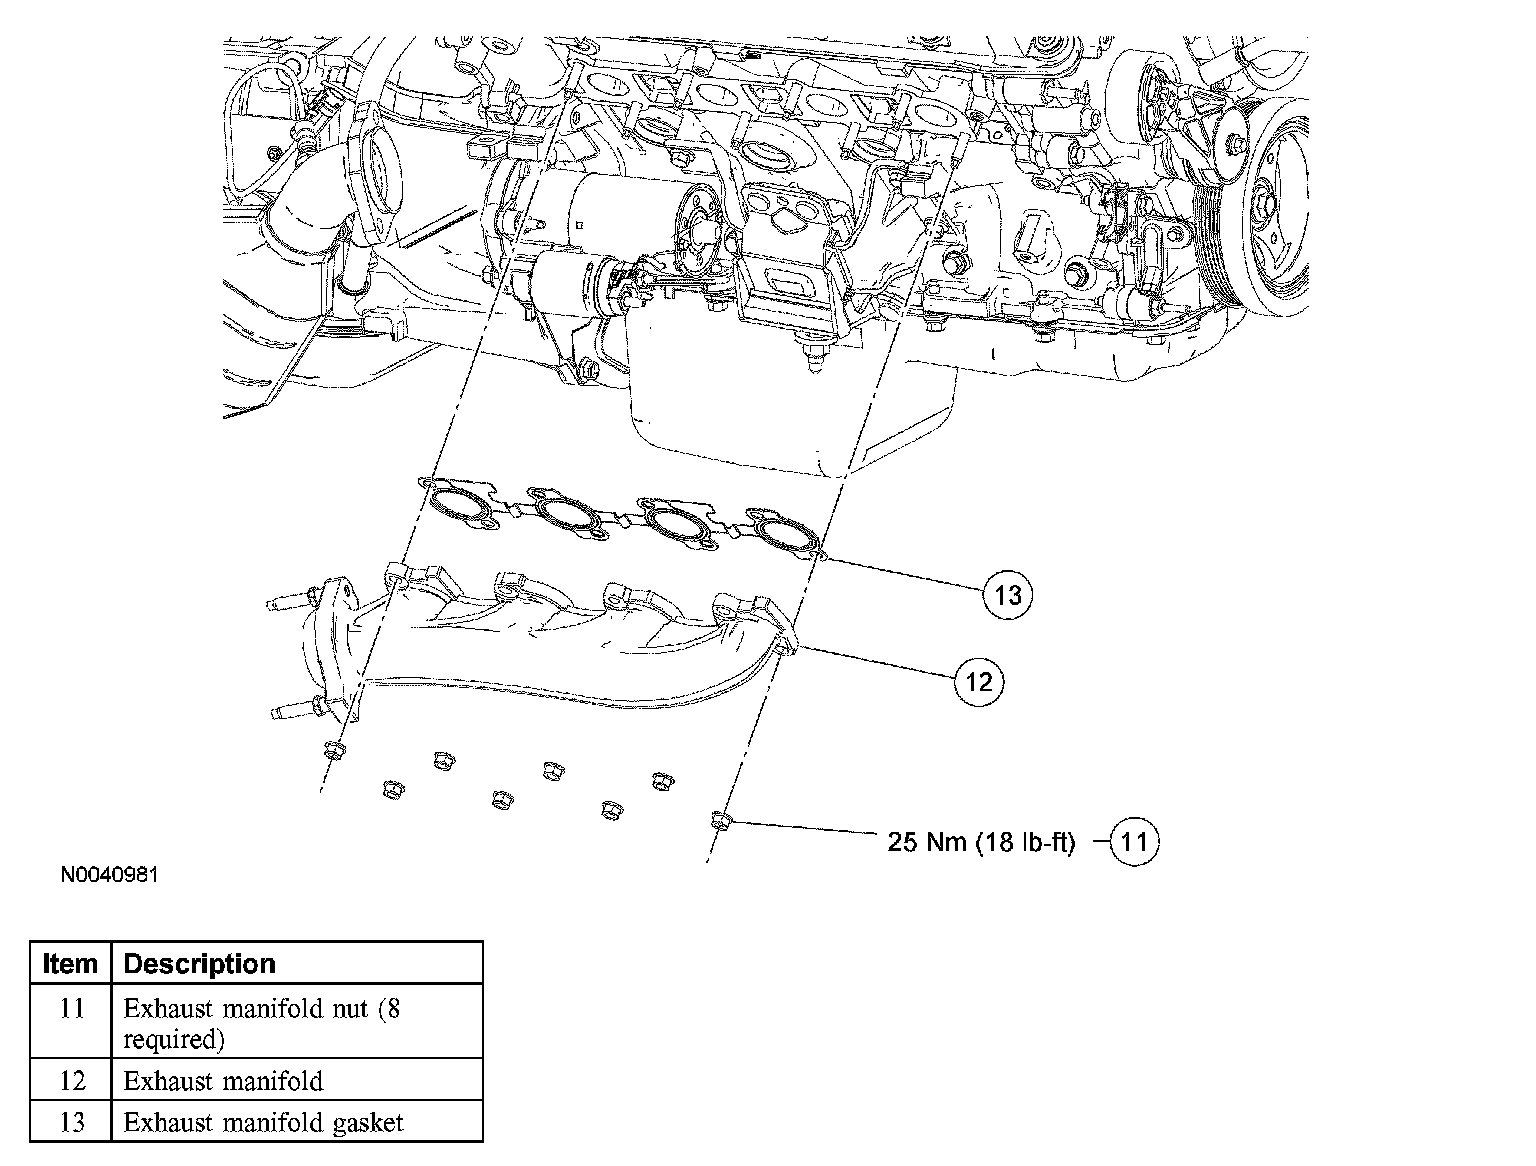 13
12
25 Nm (18 lb-ft) 11
N0040981
Item Description
11 Exhaust manifold nut (8
required)
12 Exhaust manifold
13 Exhaust manifold gasket